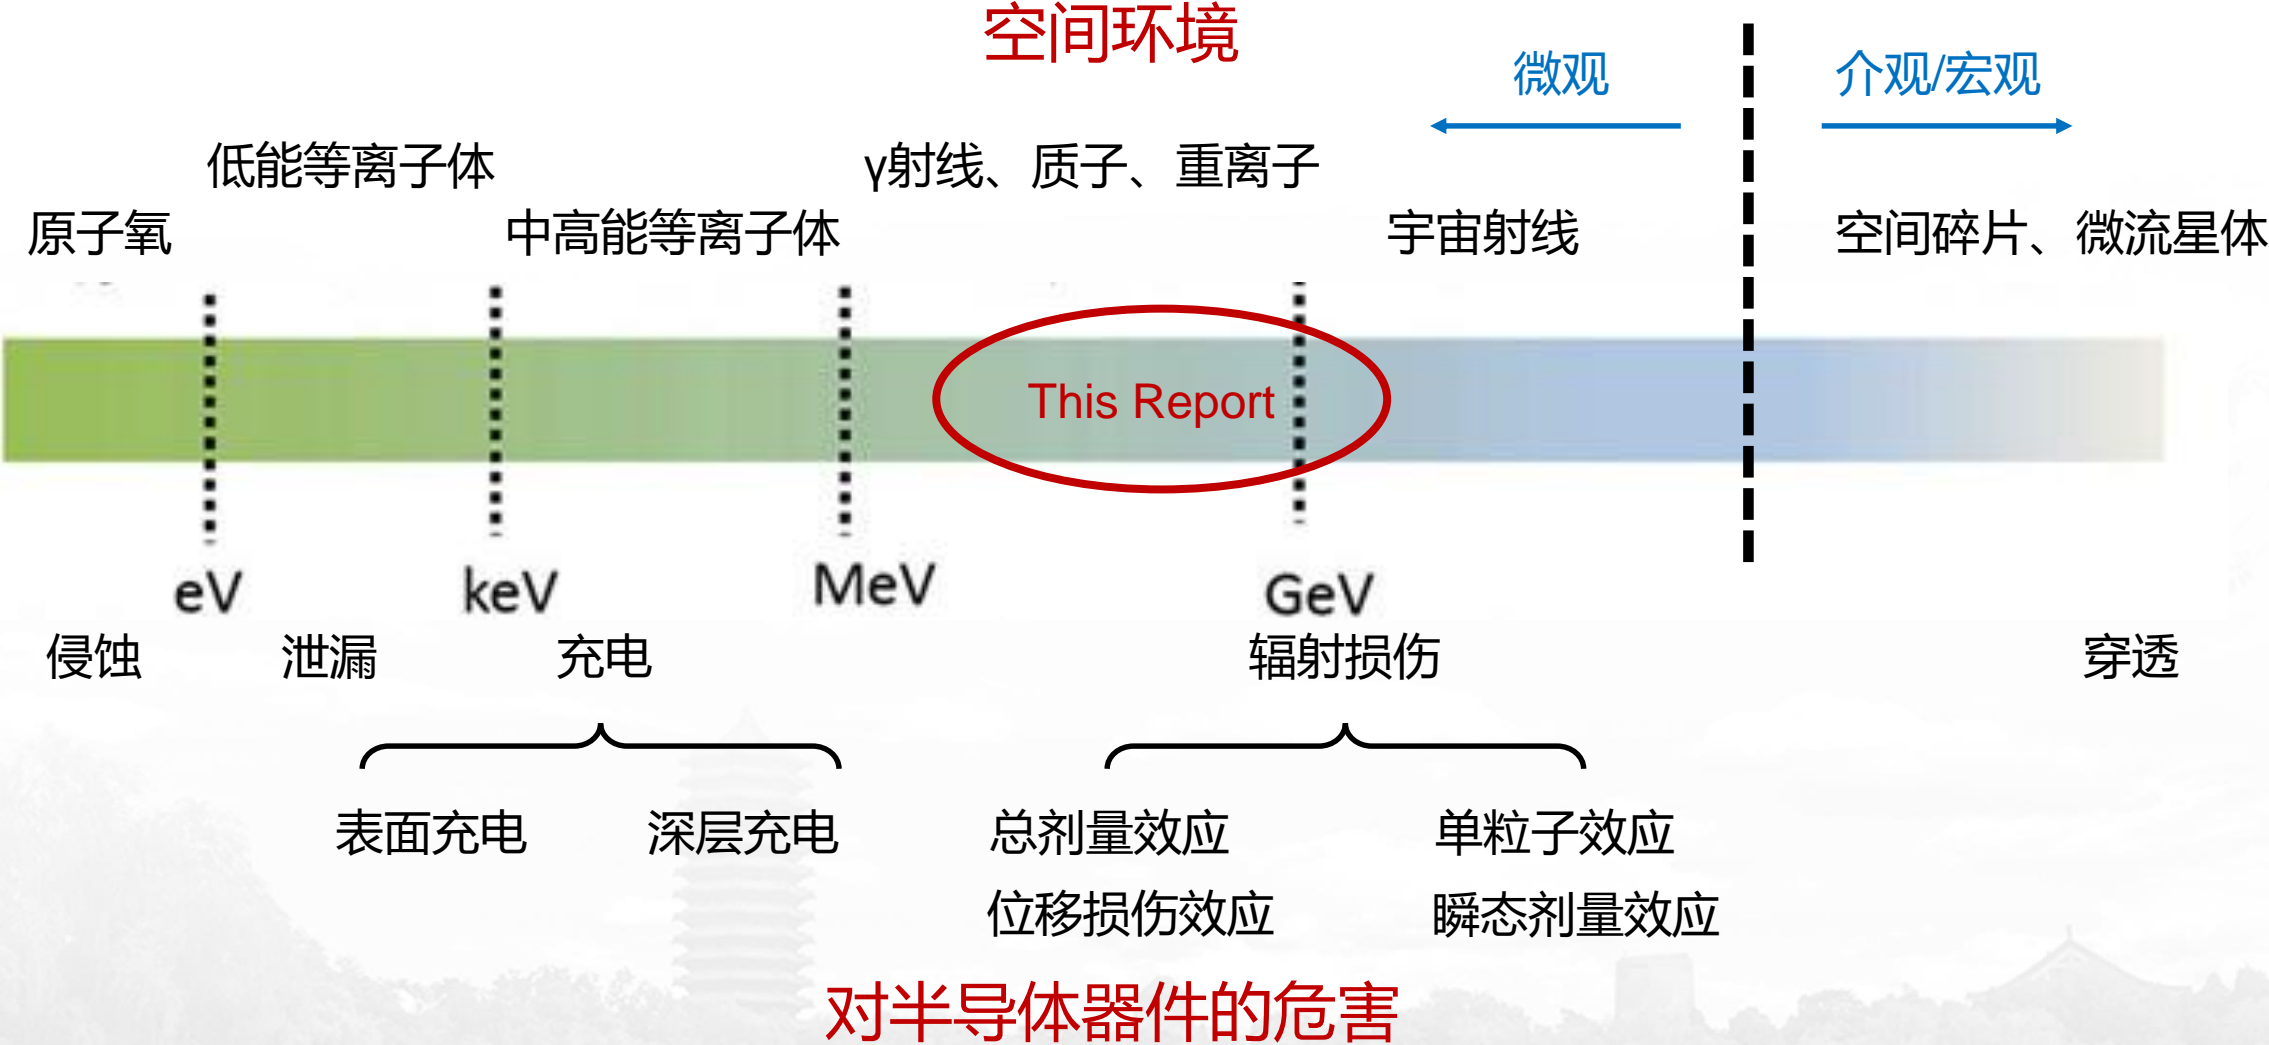 空间环境
微观
介观/宏观
低能等离子体
γ射线、质子、重离子
原子氧
中高能等离子体
宇宙射线
空间碎片、微流星体
This Report
eV
keV
MeV
GeV
侵蚀
泄漏
充电
辐射损伤
穿透
表面充电
深层充电
总剂量效应
单粒子效应
位移损伤效应
瞬态剂量效应
对半导体器件的危害